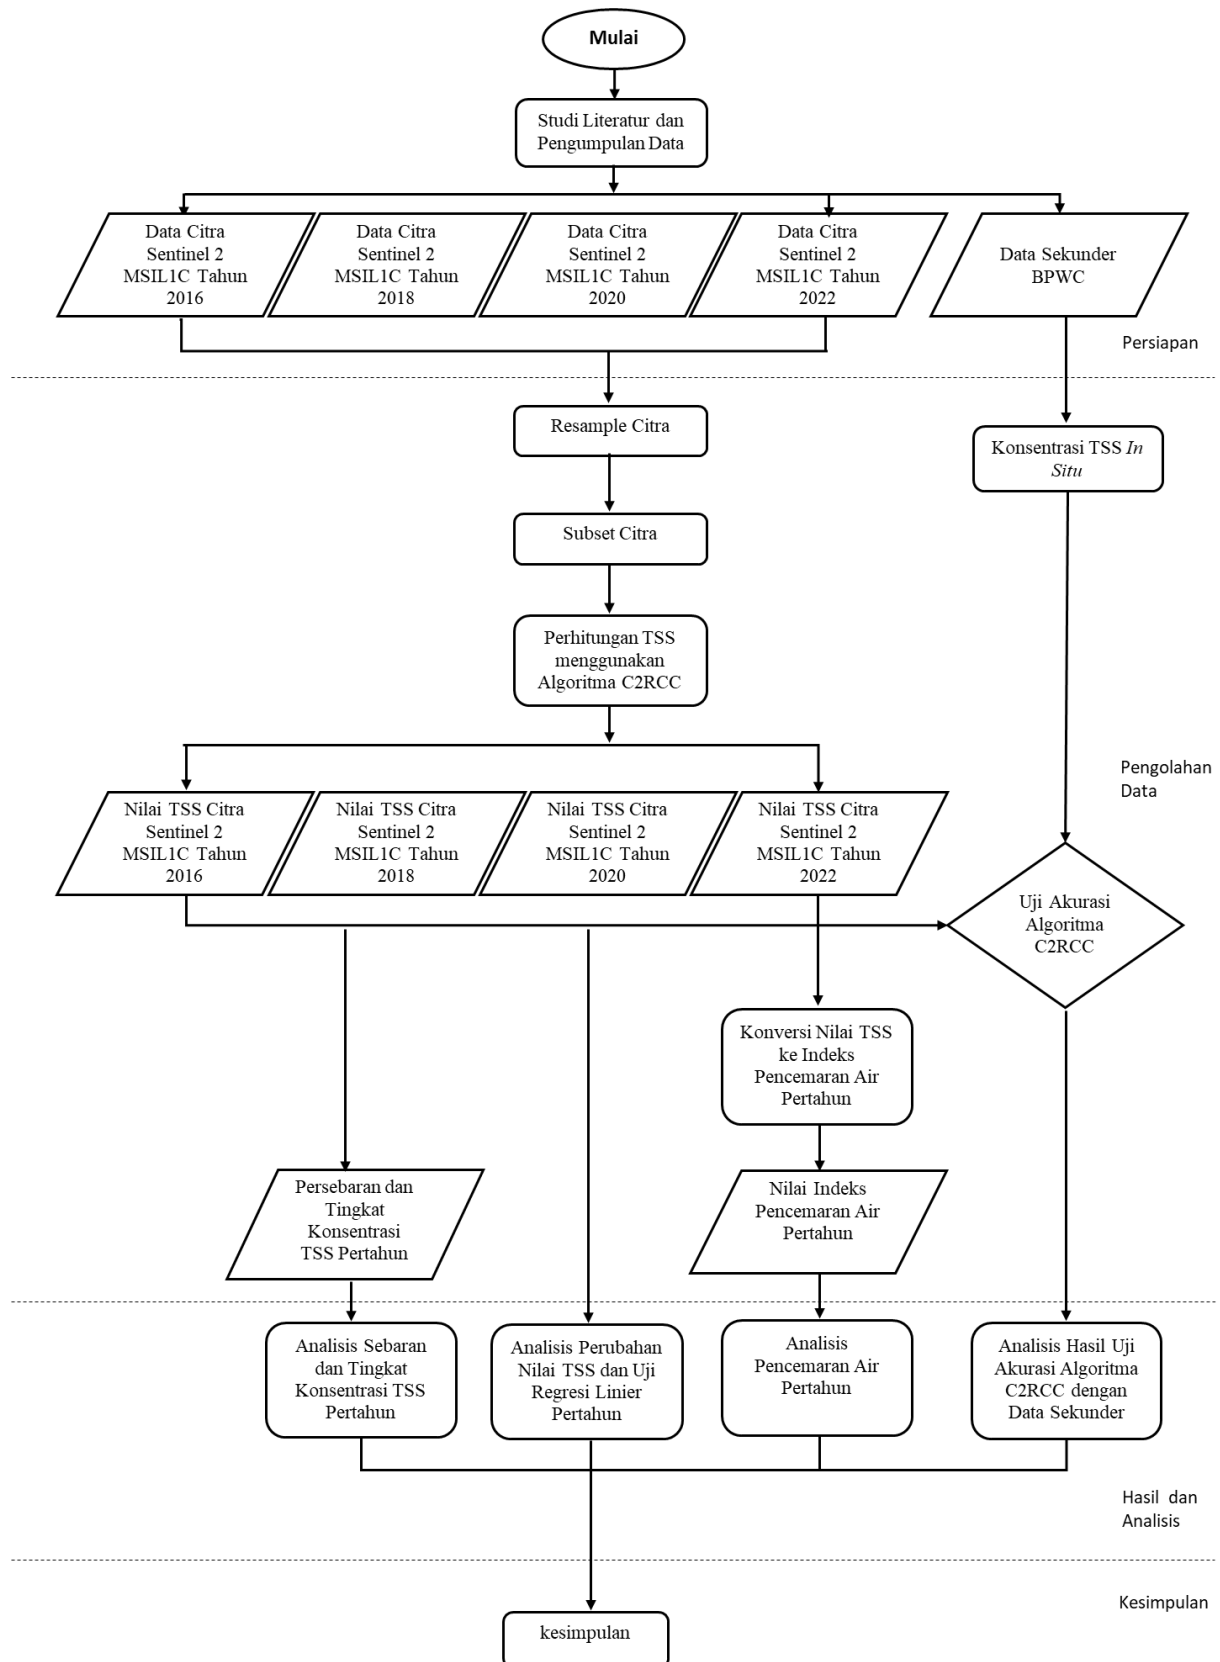 Mulai
Studi Literatur dan
Pengumpulan Data
Data Citra
Sentinel 2
MSIL1C Tahun
2016
Data Citra
Sentinel 2
MSIL1C Tahun
2018
Data Citra
Sentinel 2
MSIL1C Tahun
2020
Data Citra
Sentinel 2
MSIL1C Tahun
2022
Data Sekunder
BPWC
Persiapan
Resample Citra
Konsentrasi TSS In
Situ
Subset Citra
Perhitungan TSS
menggunakan
Algoritma C2RCC
Pengolahan
Data
Nilai TSS Citra
Sentinel 2
MSIL1C Tahun
2016
Nilai TSS Citra
Sentinel 2
MSIL1C Tahun
2018
Nilai TSS Citra
Sentinel 2
MSIL1C Tahun
2020
Nilai TSS Citra
Sentinel 2
MSIL1C Tahun
2022
Uji Akurasi
Algoritma
C2RCC
Konversi Nilai TSS
ke Indeks
Pencemaran Air
Pertahun
Persebaran dan
Tingkat
Konsentrasi
TSS Pertahun
Nilai Indeks
Pencemaran Air
Pertahun
Analisis Sebaran
dan Tingkat
Konsentrasi TSS
Pertahun
Analisis Perubahan
Nilai TSS dan Uji
Regresi Linier
Pertahun
Analisis
Pencemaran Air
Pertahun
Analisis Hasil Uji
Akurasi Algoritma
C2RCC dengan
Data Sekunder
Hasil dan
Analisis
Kesimpulan
kesimpulan